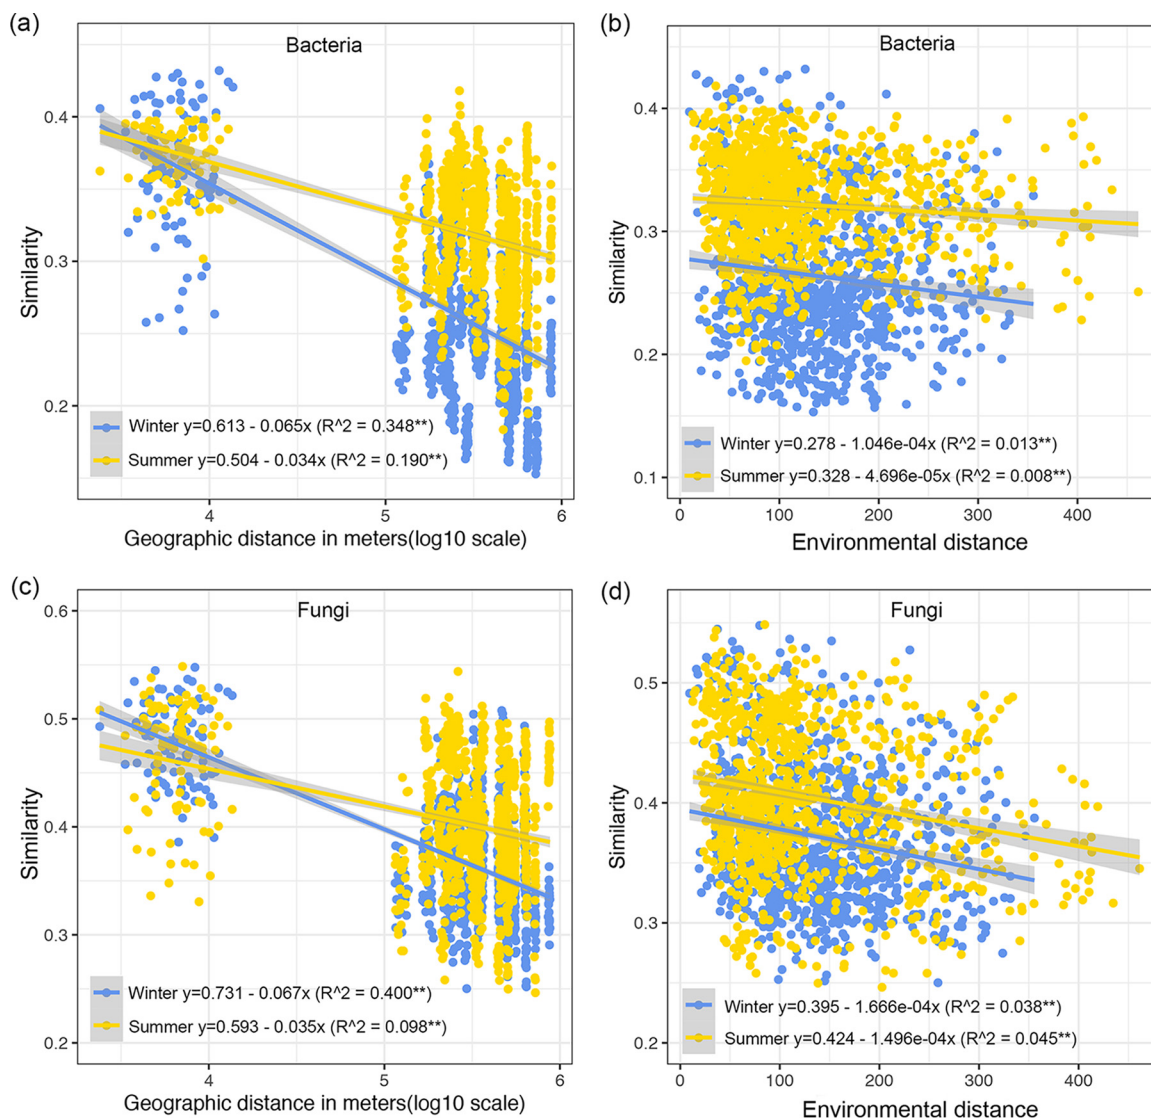 (a)
Bacteria
Similarity
0.4
0.3
0.2
Winter y=0.613 - 0.065x (R^2 = 0.348**)
Summer y=0.504 - 0.034x (R^2 = 0.190**)
4 5 6
Geographic distance in meters(log10 scale)
(b)
Bacteria
Similarity
0.4
0.3
0.2
0.1
Winter y=0.278 - 1.046e-04x (R^2 = 0.013**)
Summer y=0.328 - 4.696e-05x (R^2 = 0.008**)
0 100 200 300 400
Environmental distance
(c)
Fungi
Similarity
0.6
0.5
0.4
0.3
0.2
Winter y=0.731 - 0.067x (R^2 = 0.400**)
Summer y=0.593 - 0.035x (R^2 = 0.098**)
4 5 6
Geographic distance in meters(log10 scale)
(d)
Fungi
Similarity
0.5
0.4
0.3
0.2
Winter y=0.395 - 1.666e-04x (R^2 = 0.038**)
Summer y=0.424 - 1.496e-04x (R^2 = 0.045**)
0 100 200 300 400
Environmental distance